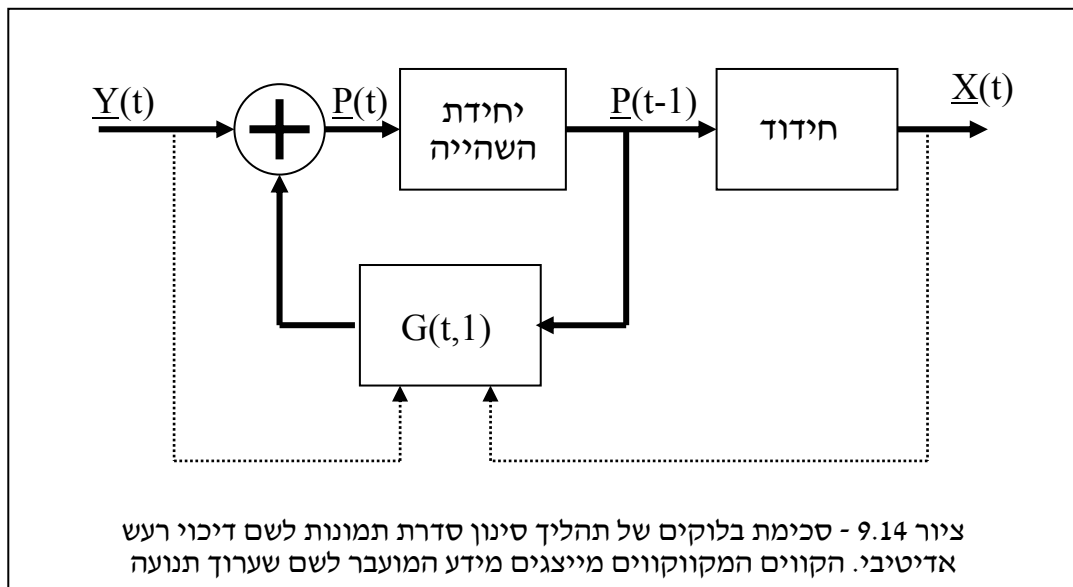 Y(t)
P(t)
יחידת
השהייה
P(t-1)
חידוד
X(t)
G(t,1)
ציור 9.14 - סכימת בלוקים של תהליך סינון סדרת תמונות לשם דיכוי רעש
אדיטיבי. הקווים המקווקווים מייצגים מידע המועבר לשם שערוך תנועה